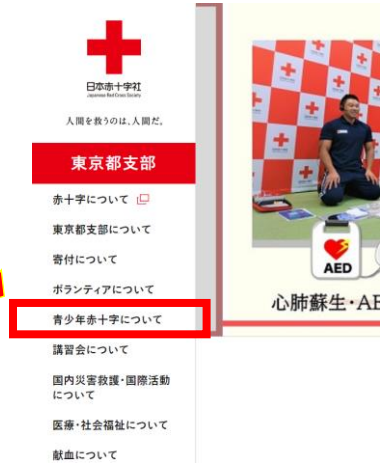 日本赤十字社
Japanese Red Cross Society
人間を救うのは、人間だ。
東京都支部
赤十字について
東京都支部について
寄付について
ボランティアについて
青少年赤十字について
講習会について
国内災害救護・国際活動
について
医療・社会福祉について
献血について
AED
心肺蘇生・AE